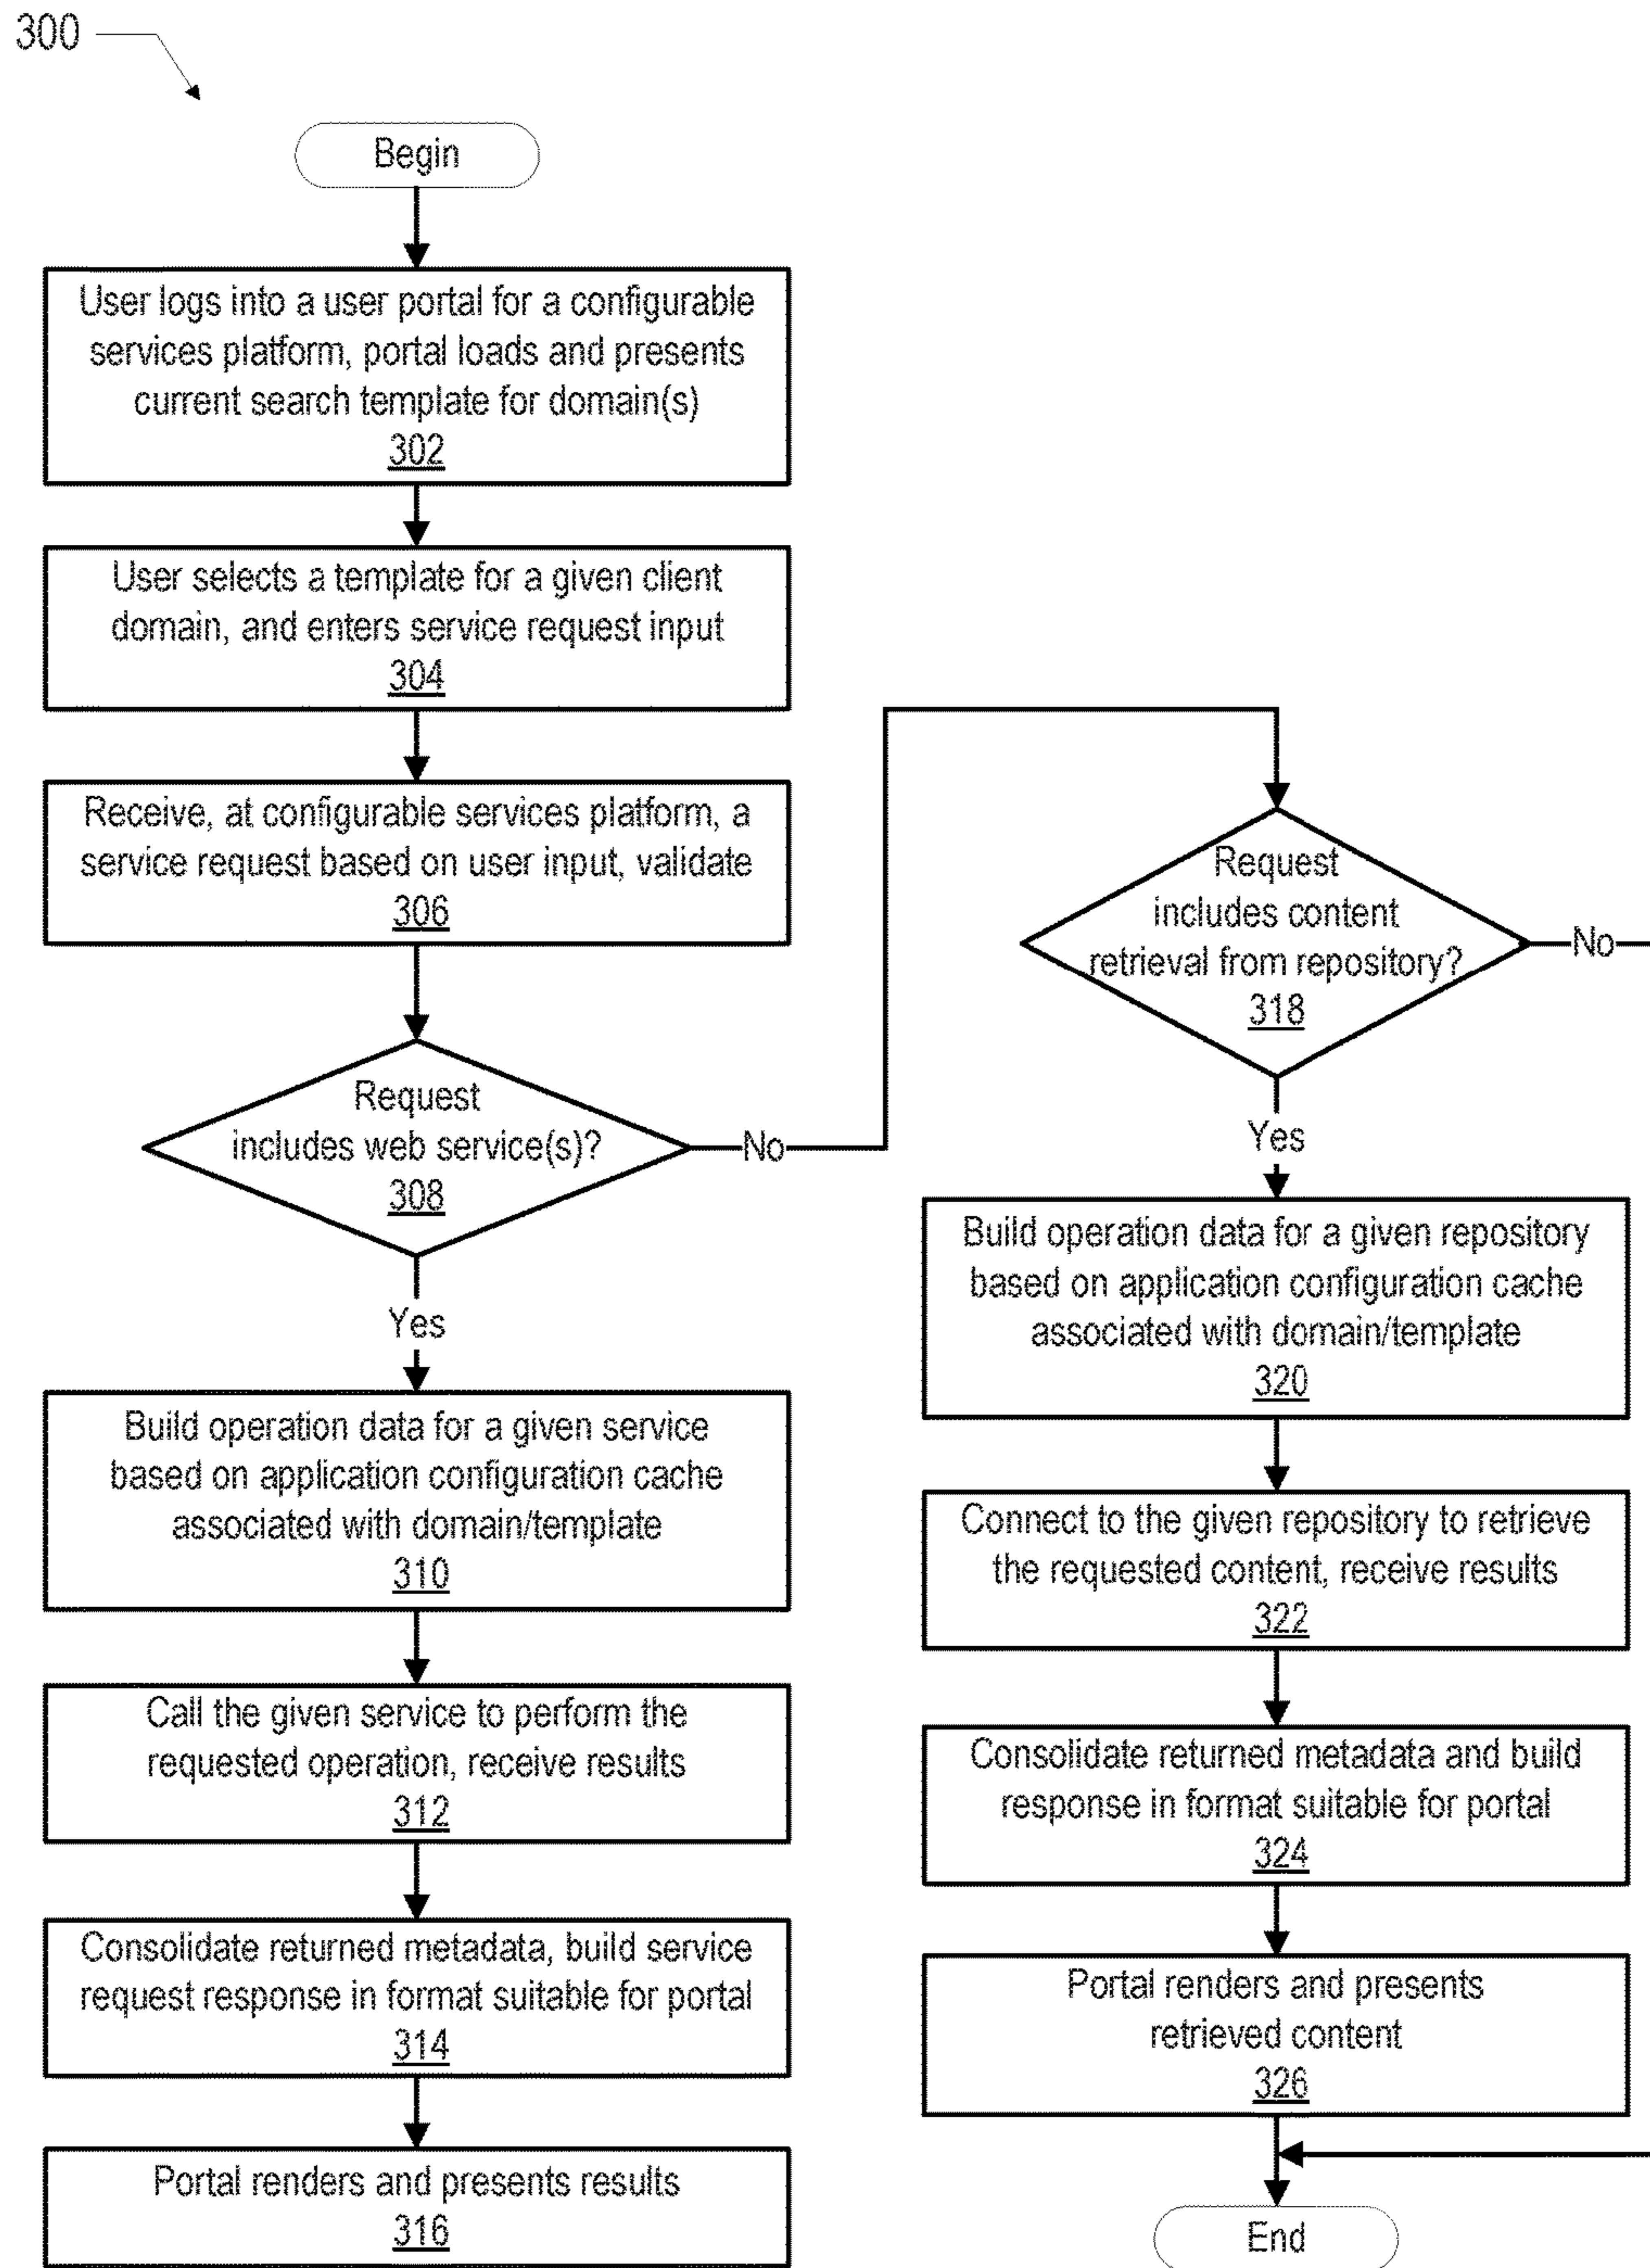 300
Begin
User logs into a user portal for a configurable
services platform, portal loads and presents
current search template for domain(s)
302
User selects a template for a given client
domain, and enters service request input
304
Receive, at configurable services platform, a
service request based on user input, validate
306
Request
includes web service(s)?
308
No
Yes
Build operation data for a given service
based on application configuration cache
associated with domain/template
310
Call the given service to perform the
requested operation, receive results
312
Consolidate returned metadata, build service
request response in format suitable for portal
314
Portal renders and presents results
316
Request
includes content
retrieval from repository?
318
No
Yes
Build operation data for a given repository
based on application configuration cache
associated with domain/template
320
Connect to the given repository to retrieve
the requested content, receive results
322
Consolidate returned metadata and build
response in format suitable for portal
324
Portal renders and presents
retrieved content
326
End